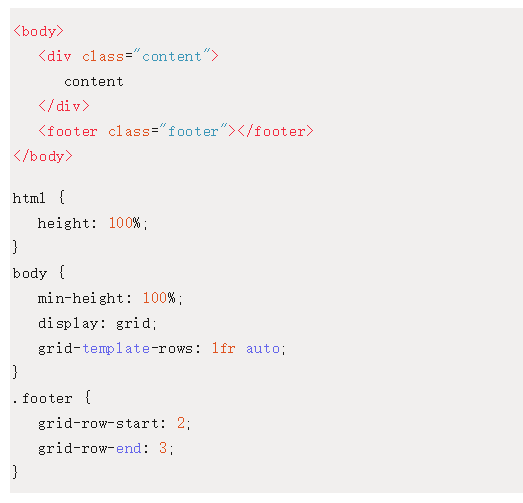 <body>
<div class="content">
content
</div>
<footer class="footer"></footer>
</body>
html {
height: 100%;
}
body {
min-height: 100%;
display: grid;
grid-template-rows: 1fr auto;
}
.footer {
grid-row-start: 2;
grid-row-end: 3;
}